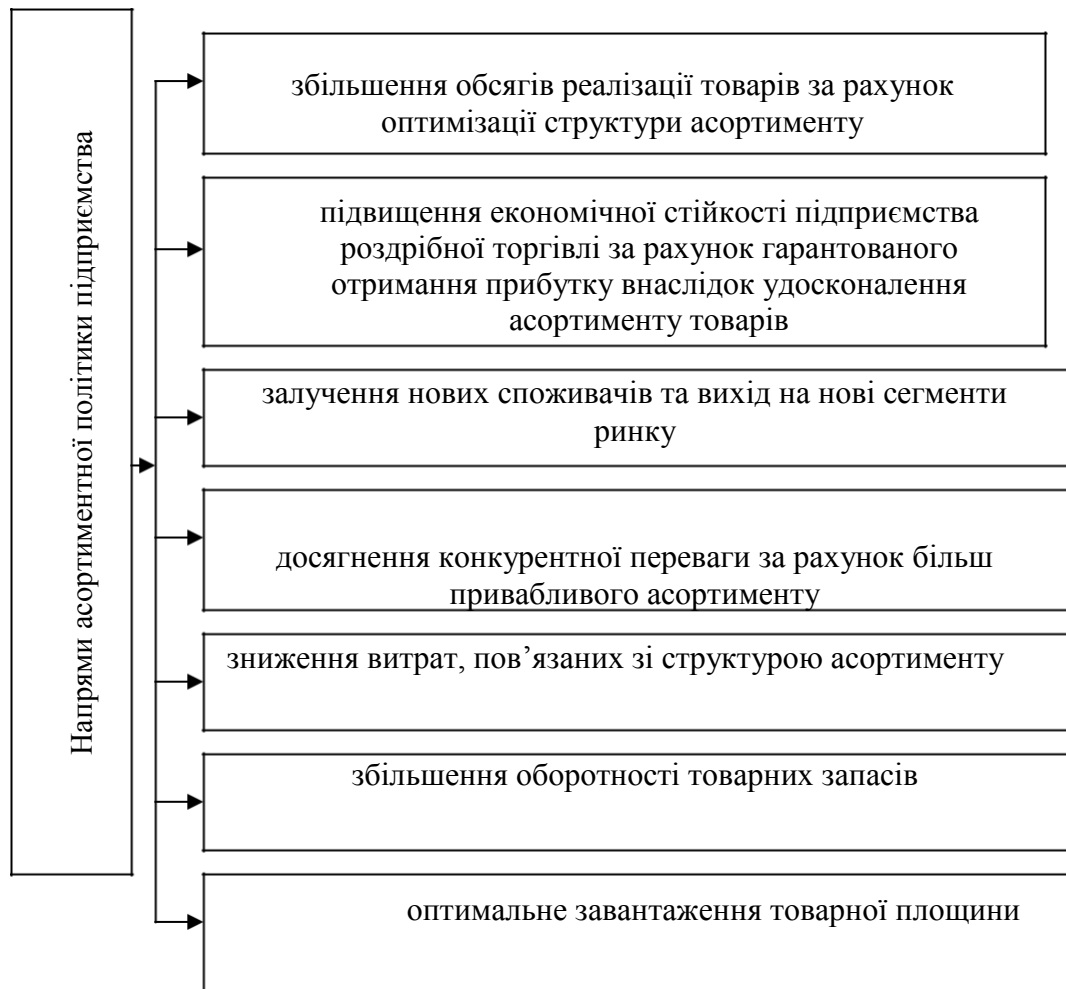 Напрями асортиментної політики підприємства
збільшення обсягів реалізації товарів за рахунок
оптимізації структури асортименту
підвищення економічної стійкості підприємства
роздрібної торгівлі за рахунок гарантованого
отримання прибутку внаслідок удосконалення
асортименту товарів
залучення нових споживачів та вихід на нові сегменти
ринку
досягнення конкурентної переваги за рахунок більш
привабливого асортименту
зниження витрат, пов’язаних зі структурою асортименту
збільшення оборотності товарних запасів
оптимальне завантаження товарної площини